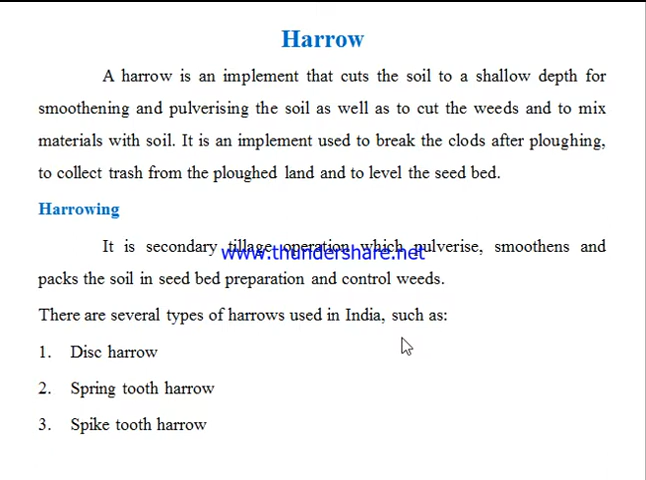 Harrow
A harrow is an implement that cuts the soil to a shallow depth for
smoothening and pulverising the soil as well as to cut the weeds and to mix
materials with soil. It is an implement used to break the clods after ploughing,
to collect trash from the ploughed land and to level the seed bed.
Harrowing
It is secondary tillage operation which pulverise, smoothens and
www.thundershare.net
packs the soil in seed bed preparation and control weeds.
There are several types of harrows used in India, such as:
1. Disc harrow
2. Spring tooth harrow
3. Spike tooth harrow